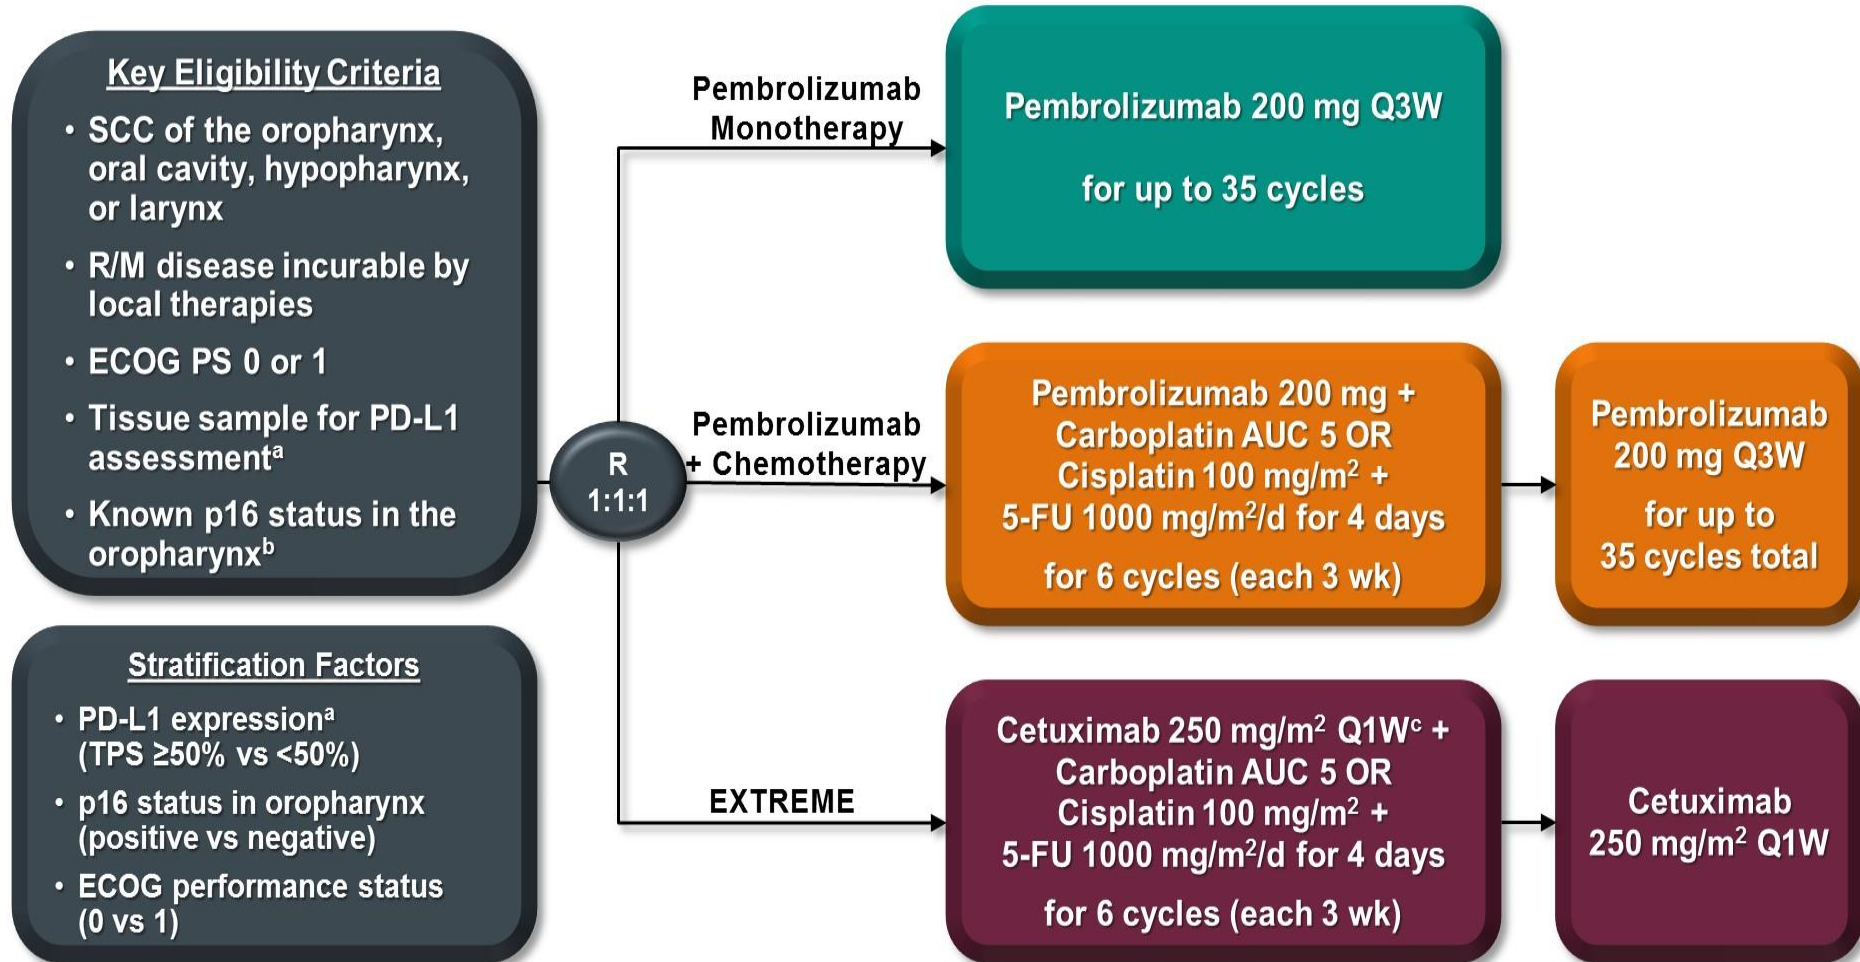 Key Eligibility Criteria
• SCC of the oropharynx,
oral cavity, hypopharynx,
or larynx
• R/M disease incurable by
local therapies
• ECOG PS 0 or 1
• Tissue sample for PD-L1
assessmentᵃ
• Known p16 status in the
oropharynxᵇ
Stratification Factors
• PD-L1 expressionᵃ
(TPS ≥50% vs <50%)
• p16 status in oropharynx
(positive vs negative)
• ECOG performance status
(0 vs 1)
R
1:1:1
Pembrolizumab
Monotherapy
Pembrolizumab 200 mg Q3W
for up to 35 cycles
Pembrolizumab
+ Chemotherapy
Pembrolizumab 200 mg +
Carboplatin AUC 5 OR
Cisplatin 100 mg/m² +
5-FU 1000 mg/m²/d for 4 days
for 6 cycles (each 3 wk)
Pembrolizumab
200 mg Q3W
for up to
35 cycles total
EXTREME
Cetuximab 250 mg/m² Q1Wᶜ +
Carboplatin AUC 5 OR
Cisplatin 100 mg/m² +
5-FU 1000 mg/m²/d for 4 days
for 6 cycles (each 3 wk)
Cetuximab
250 mg/m² Q1W